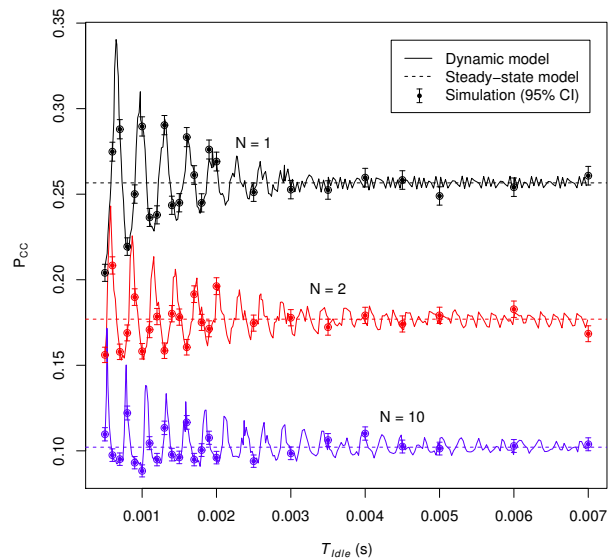 0.35
0.30
0.25
0.20
0.15
0.10
P_CC
Dynamic model
Steady−state model
Simulation (95% CI)
N = 1
N = 2
N = 10
0.001 0.002 0.003 0.004 0.005 0.006 0.007
T_Idle (s)